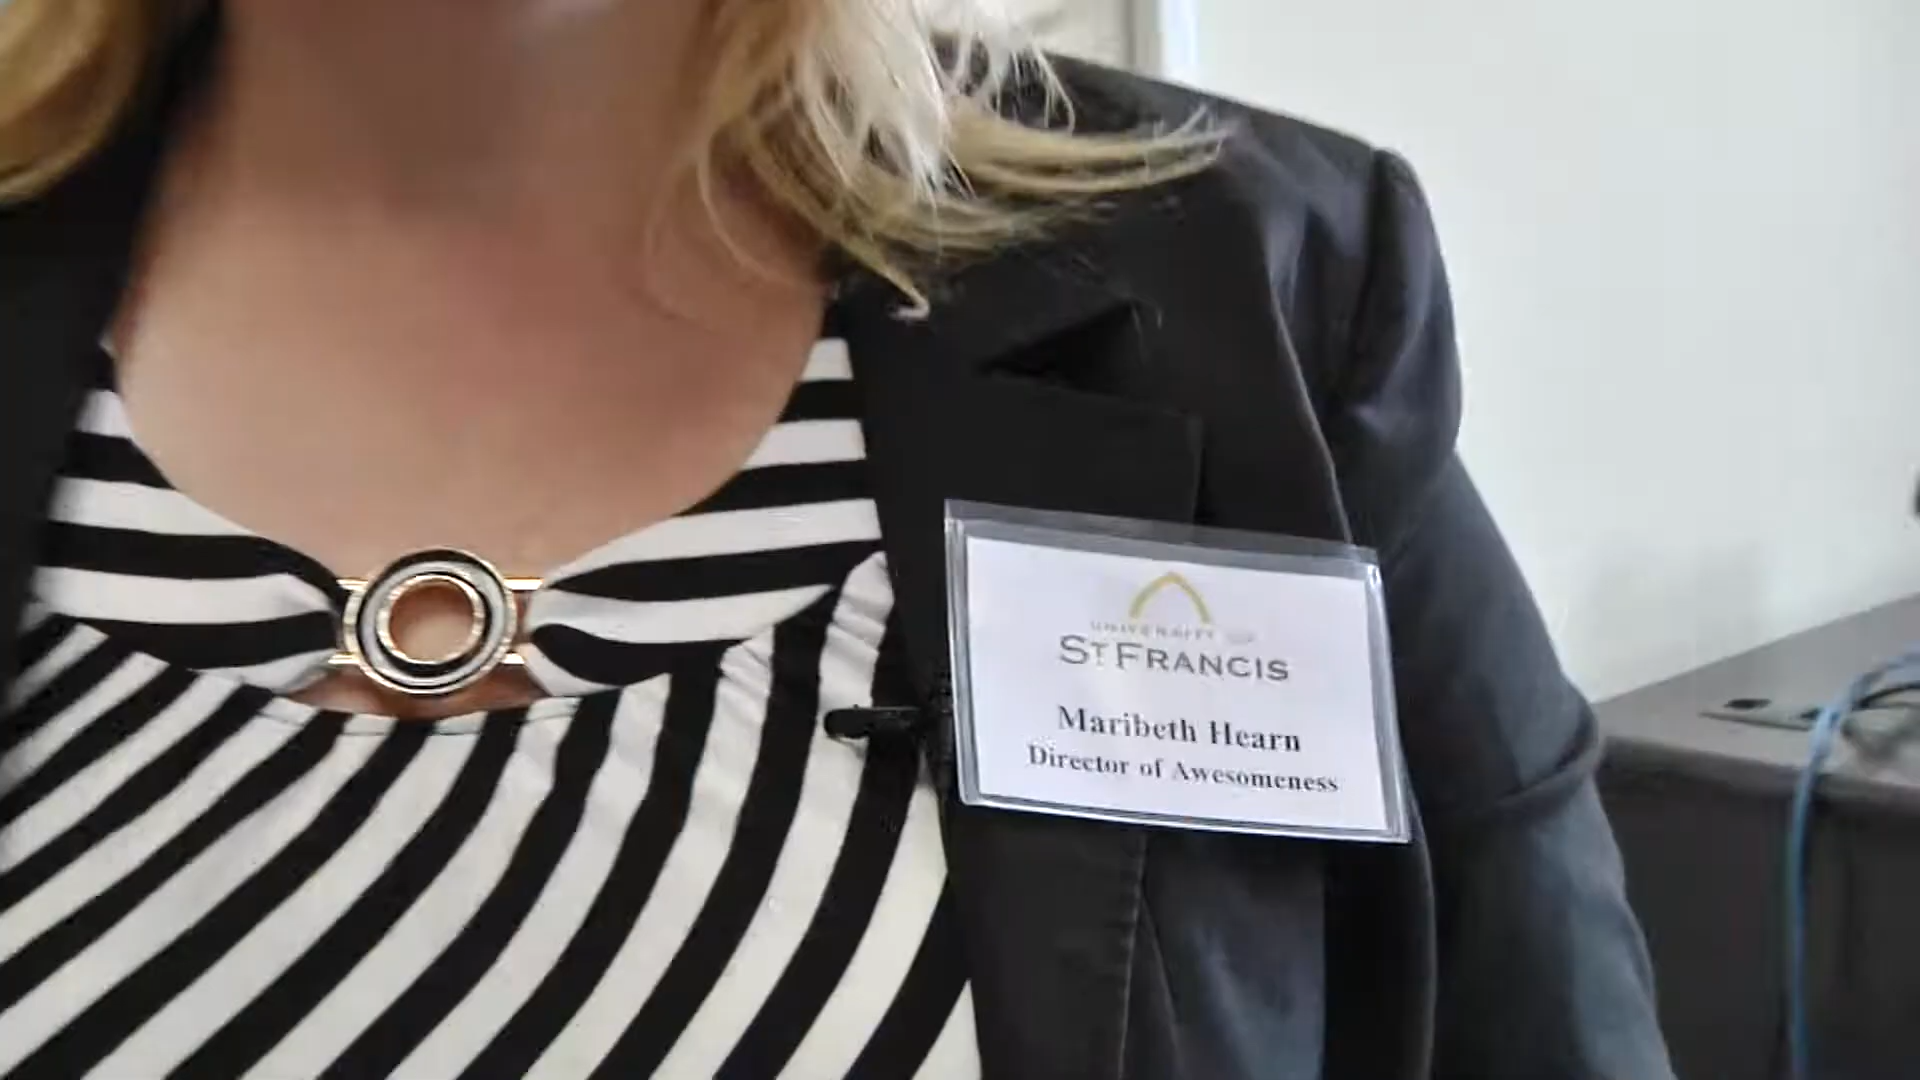 UNIVERSITY OF
ST FRANCIS
Maribeth Hearn
Director of Awesomeness